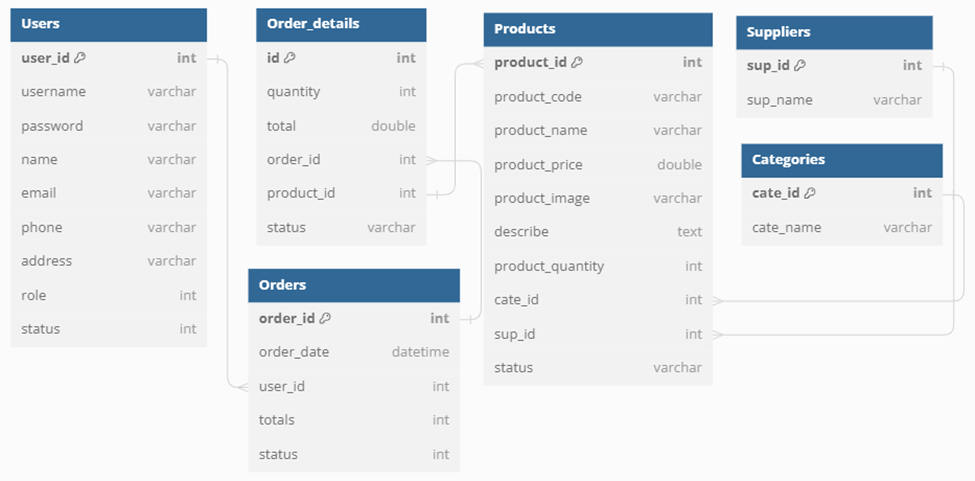 Users
user_id int
username varchar
password varchar
name varchar
email varchar
phone varchar
address varchar
role int
status int
Order_details
id int
quantity int
total double
order_id int
product_id int
status varchar
Orders
order_id int
order_date datetime
user_id int
totals int
status int
Products
product_id int
product_code varchar
product_name varchar
product_price double
product_image varchar
describe text
product_quantity int
cate_id int
sup_id int
status varchar
Suppliers
sup_id int
sup_name varchar
Categories
cate_id int
cate_name varchar